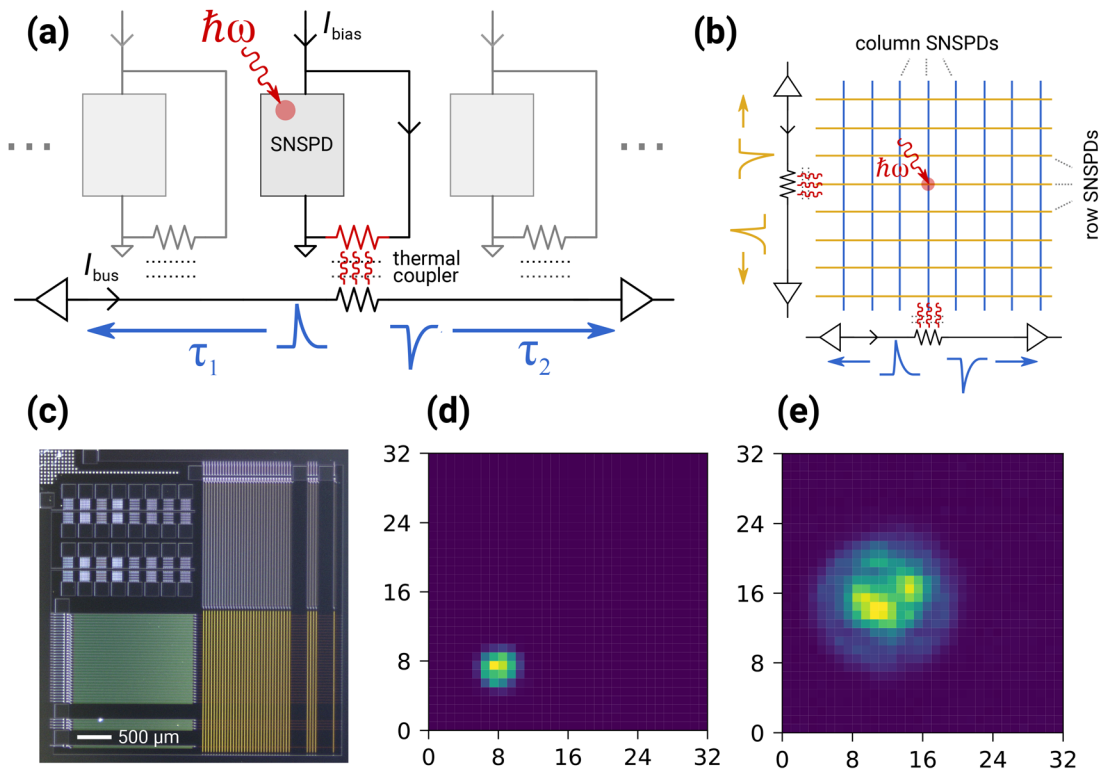 (a)
ħω
I bias
SNSPD
thermal
coupler
I bus
τ1
τ2
(b)
column SNSPDs
ħω
row SNSPDs
(c)
500 µm
(d)
32
24
16
8
0
0 8 16 24 32
(e)
32
24
16
8
0
0 8 16 24 32